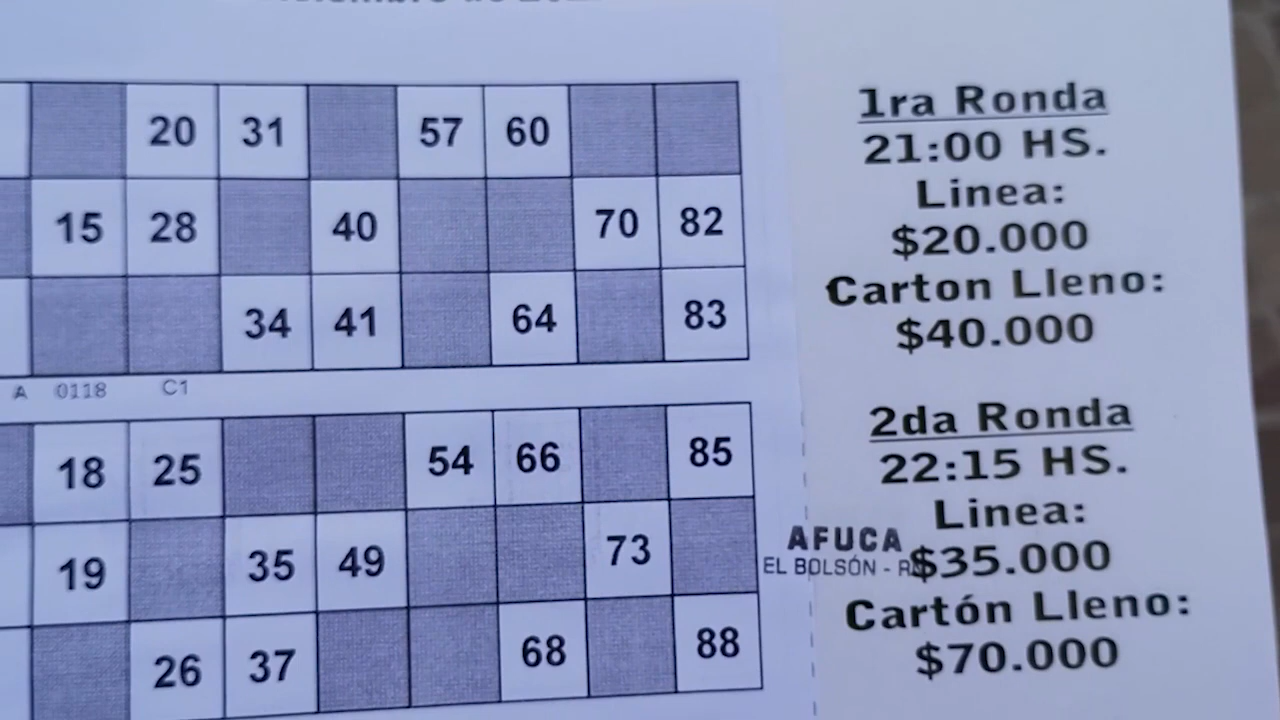 20 31 57 60
15 28 40 70 82
34 41 64 83
A 0118 C1
18 25 54 66 85
19 35 49 73
26 37 68 88
1ra Ronda
21:00 HS.
Linea:
$20.000
Carton Lleno:
$40.000
2da Ronda
22:15 HS.
Linea:
$35.000
Cartón Lleno:
$70.000
AFUCA
EL BOLSÓN -